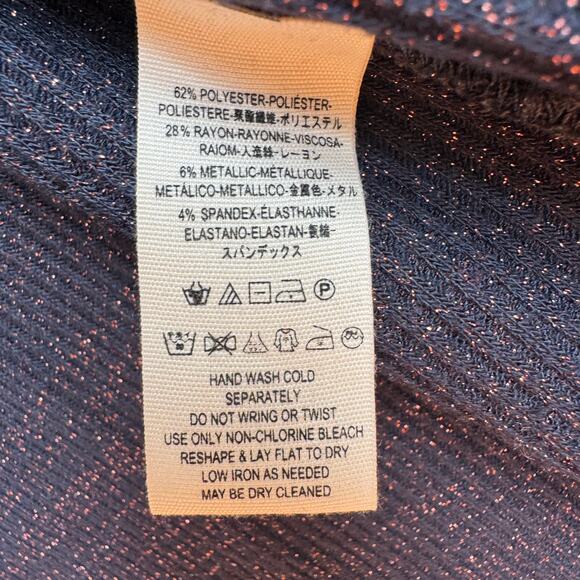 62% POLYESTER-POLIÉSTER-
POLIESTERE-聚酯纖維-ポリエステル
28% RAYON-RAYONNE-VISCOSA-
RAIOM-人造絲-レーヨン
6% METALLIC-MÉTALLIQUE-
METÁLICO-METALLICO-金屬色-メタル
4% SPANDEX-ÉLASTHANNE-
ELASTANO-ELASTAN-
スパンデックス
P
HAND WASH COLD
SEPARATELY
DO NOT WRING OR TWIST
USE ONLY NON-CHLORINE BLEACH
RESHAPE & LAY FLAT TO DRY
LOW IRON AS NEEDED
MAY BE DRY CLEANED